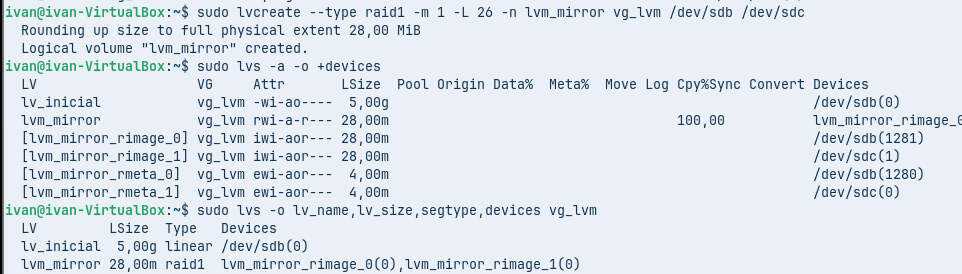 ivan@ivan-VirtualBox:~$ sudo lvcreate --type raid1 -m 1 -L 26 -n lvm_mirror vg_lvm /dev/sdb /dev/sdc
  Rounding up size to full physical extent 28,00 MiB
  Logical volume "lvm_mirror" created.
ivan@ivan-VirtualBox:~$ sudo lvs -a -o +devices
  LV                    VG     Attr       LSize  Pool Origin Data%  Meta%  Move Log Cpy%Sync Convert Devices
  lv_inicial            vg_lvm -wi-ao----  5,00g                                                     /dev/sdb(0)
  lvm_mirror            vg_lvm rwi-a-r--- 28,00m                                    100,00           lvm_mirror_rimage_0
  [lvm_mirror_rimage_0] vg_lvm iwi-aor--- 28,00m                                                     /dev/sdb(1281)
  [lvm_mirror_rimage_1] vg_lvm iwi-aor--- 28,00m                                                     /dev/sdc(1)
  [lvm_mirror_rmeta_0]  vg_lvm ewi-aor---  4,00m                                                     /dev/sdb(1280)
  [lvm_mirror_rmeta_1]  vg_lvm ewi-aor---  4,00m                                                     /dev/sdc(0)
ivan@ivan-VirtualBox:~$ sudo lvs -o lv_name,lv_size,segtype,devices vg_lvm
  LV         LSize  Type   Devices
  lv_inicial  5,00g linear /dev/sdb(0)
  lvm_mirror 28,00m raid1  lvm_mirror_rimage_0(0),lvm_mirror_rimage_1(0)